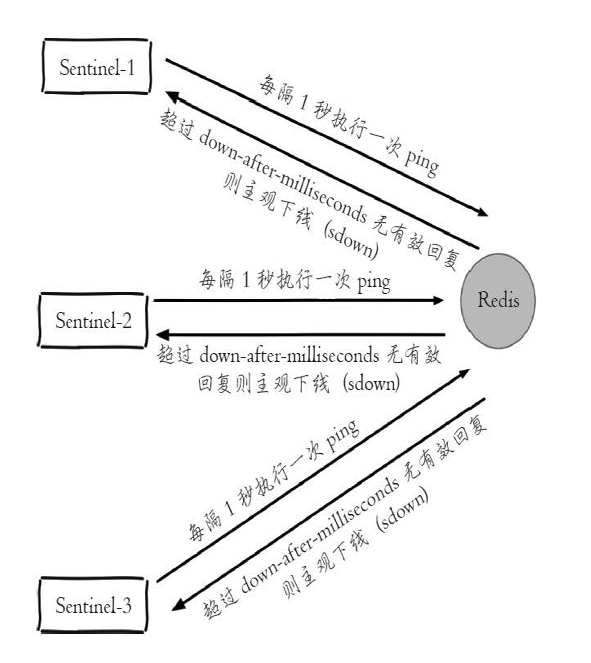 Sentinel-1
每隔 1 秒执行一次 ping
超过 down-after-milliseconds 无有效回复
则主观下线 (sdown)
每隔 1 秒执行一次 ping
Redis
Sentinel-2
超过 down-after-milliseconds 无有效
回复则主观下线 (sdown)
每隔 1 秒执行一次 ping
超过 down-after-milliseconds 无有效回复
则主观下线 (sdown)
Sentinel-3